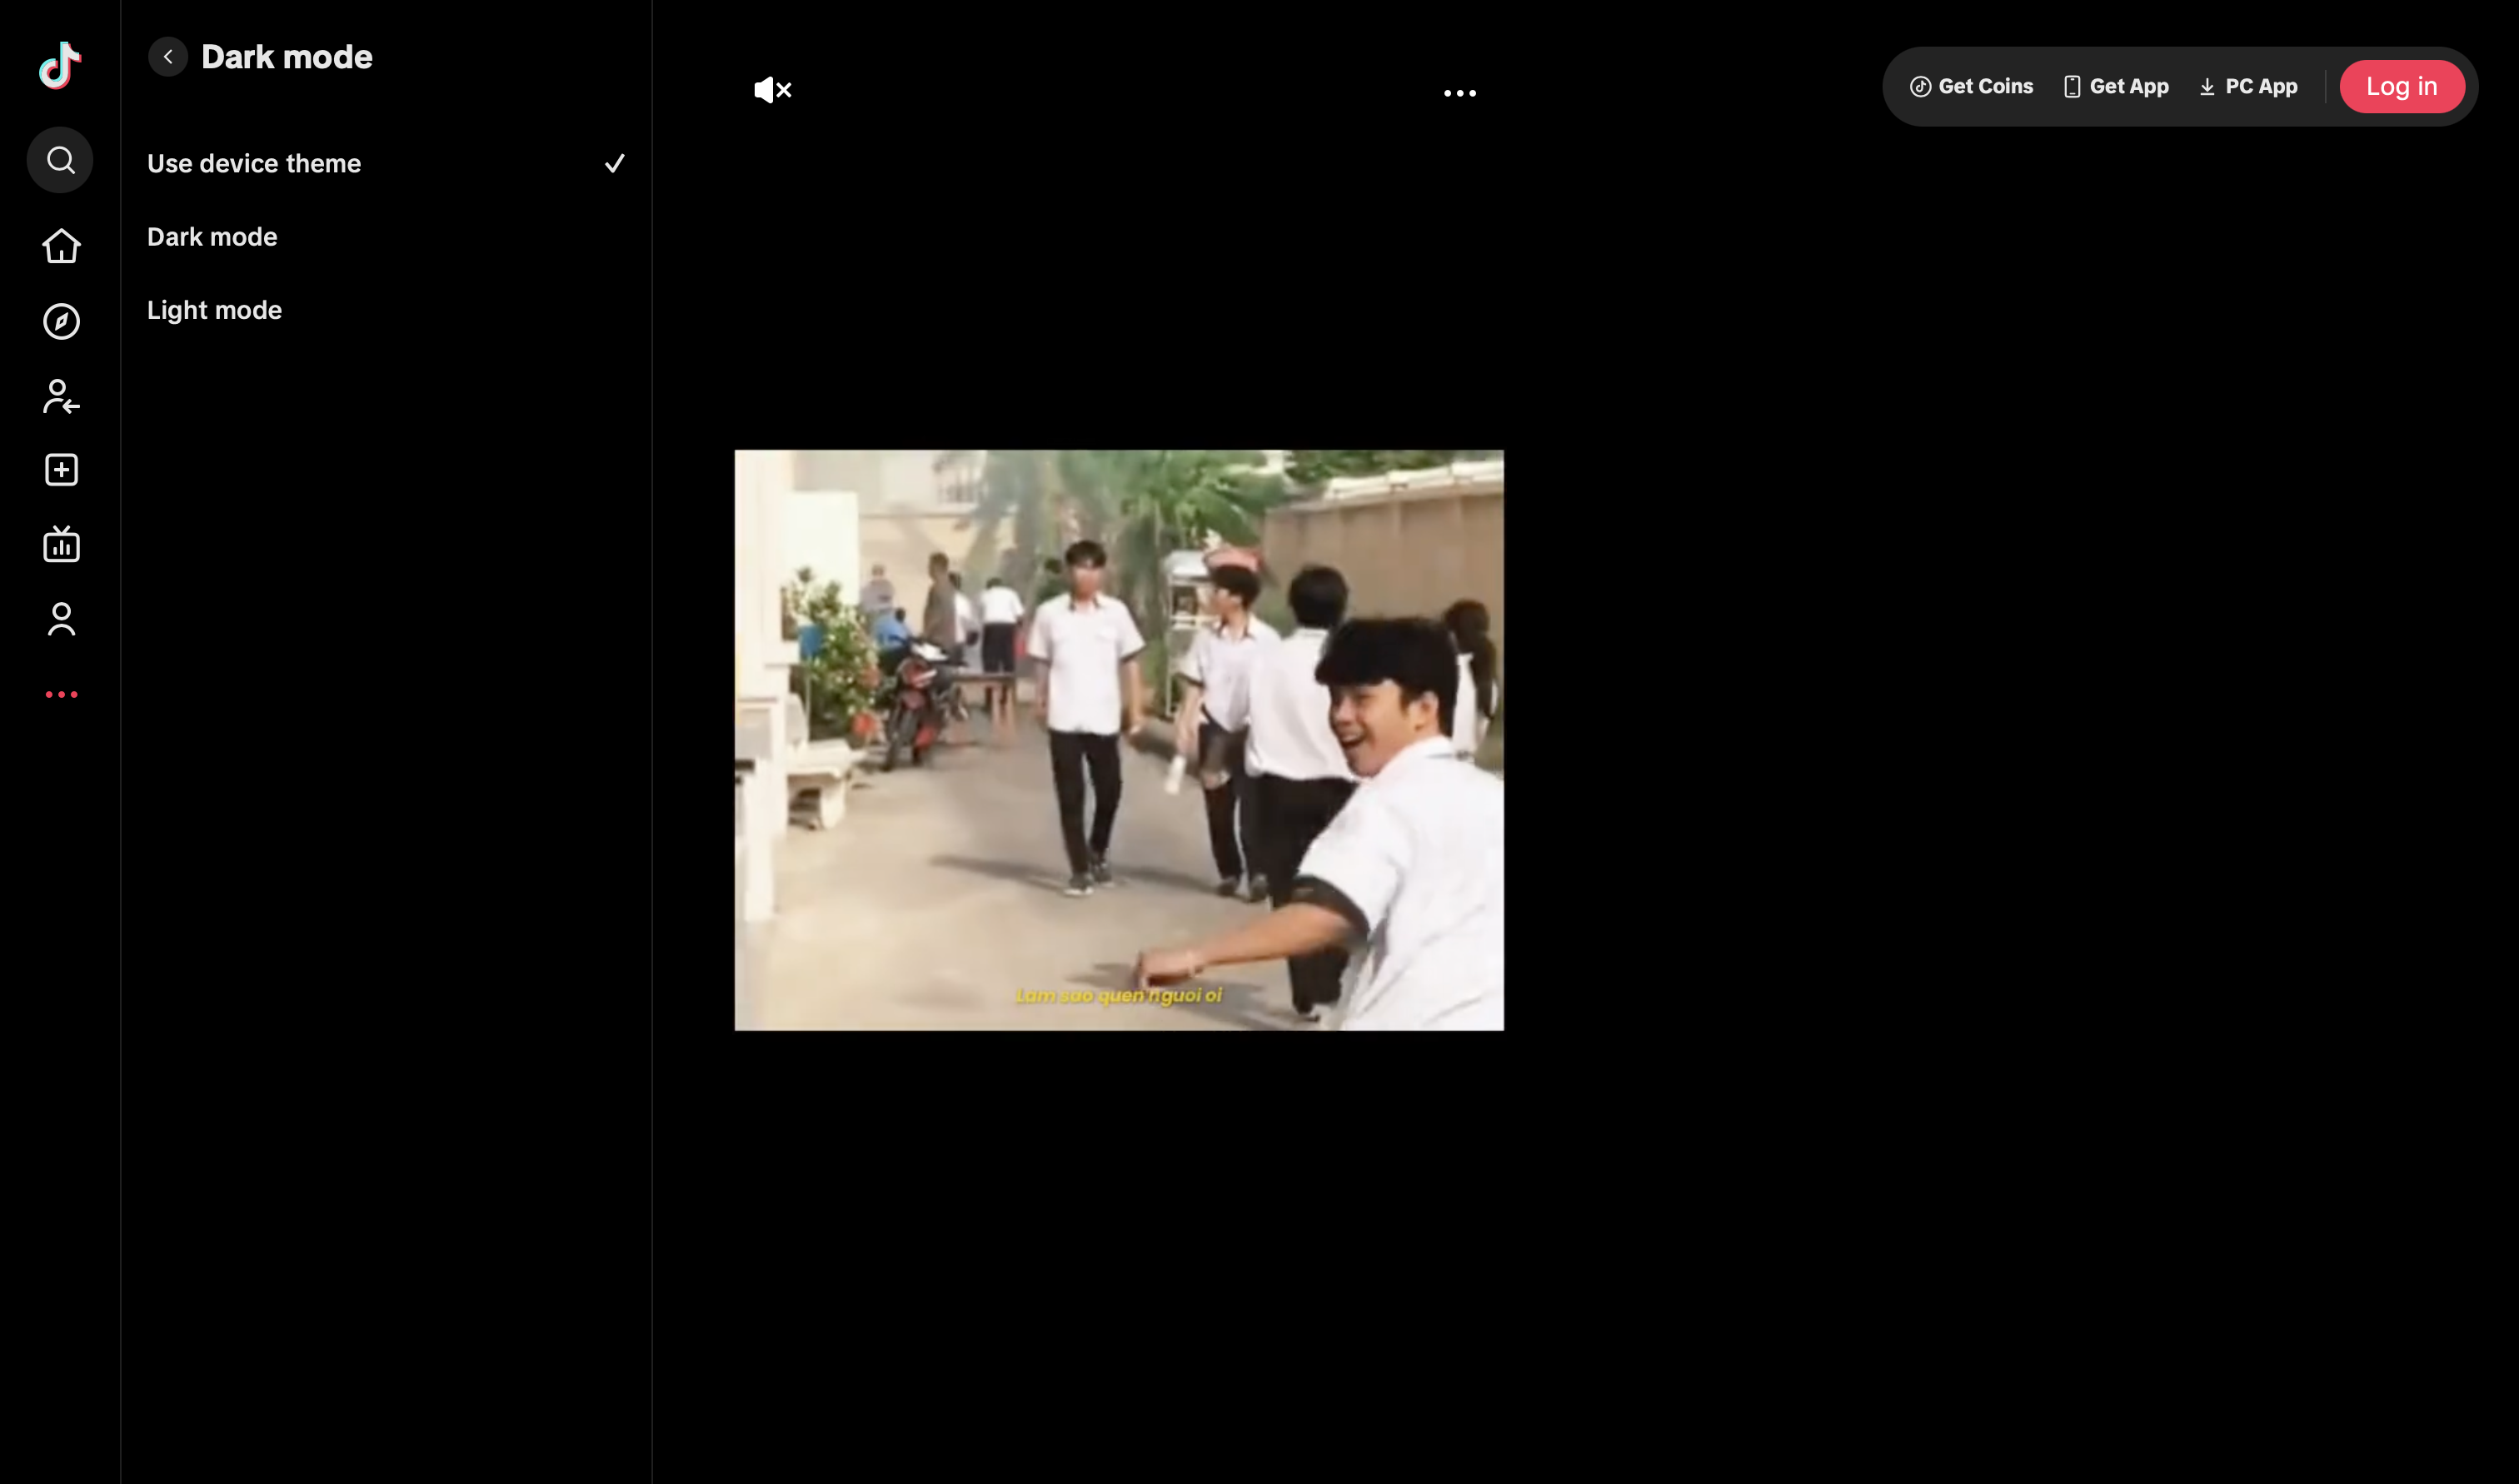 Dark mode
Use device theme
Dark mode
Light mode
Get Coins
Get App
PC App
Log in
Lam sao quen nguoi oi